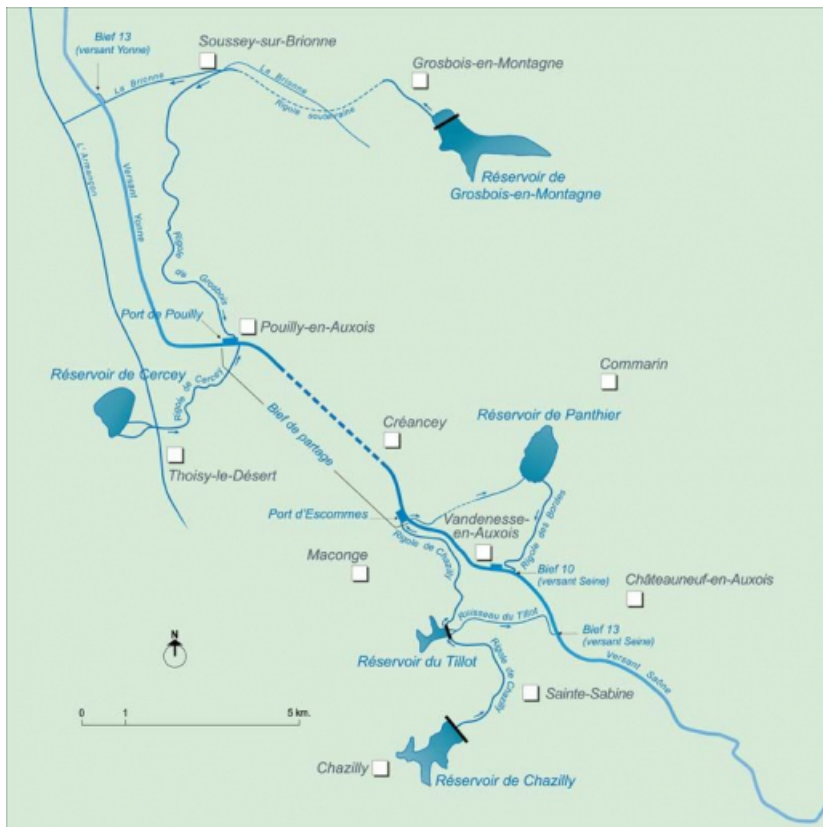 Bief 13
(versant Yonne)
Soussey-sur-Brionne
La Brionne
La Brionne
Rigole souterraine
Grosbois-en-Montagne
L'Armançon
Versant Yonne
Réservoir de
Grosbois-en-Montagne
Rigole de Grosbois
Port de Pouilly
Pouilly-en-Auxois
Réservoir de Cercey
Rigole de Cercey
Bief de partage
Commarin
Créancey
Réservoir de Panthier
Thoisy-le-Désert
Port d'Escommes
Vandenesse-
en-Auxois
Rigole des Bordes
Rigole de Chazilly
Maconge
Bief 10
(versant Seine)
Châteauneuf-en-Auxois
Ruisseau du Tillot
Bief 13
(versant Seine)
N
Réservoir du Tillot
Rigole de Chazilly
Versant Saône
Sainte-Sabine
0 1 5 km.
Chazilly
Réservoir de Chazilly